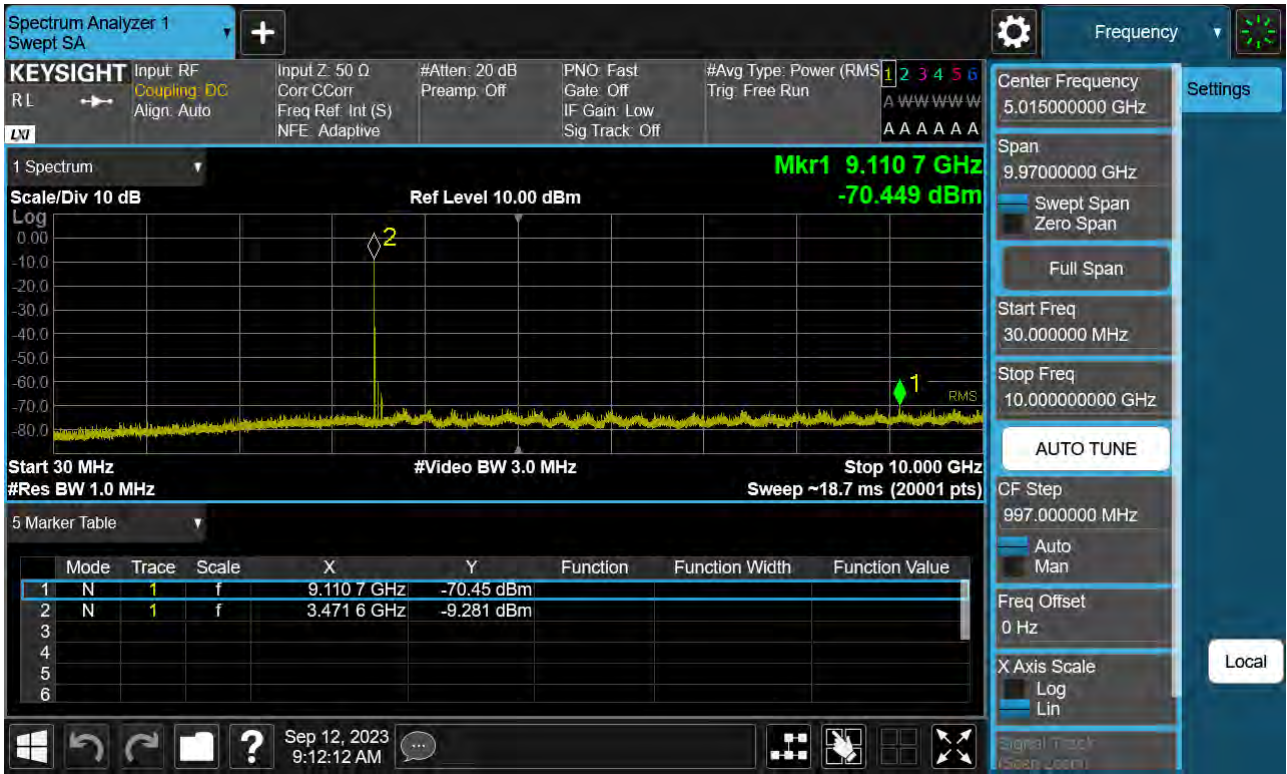 Spectrum Analyzer 1
Swept SA
+
Frequency
KEYSIGHT
RL
LXI
Input: RF
Coupling: DC
Align: Auto
Input Z: 50 Ω
Corr CCorr
Freq Ref: Int (S)
NFE: Adaptive
#Atten: 20 dB
Preamp: Off
PNO: Fast
Gate: Off
IF Gain: Low
Sig Track: Off
#Avg Type: Power (RMS
Trig: Free Run
1 2 3 4 5 6
A W W W W W
A A A A A A
1 Spectrum
Scale/Div 10 dB
Ref Level 10.00 dBm
Mkr1 9.110 7 GHz
-70.449 dBm
Log
0.00
-10.0
-20.0
-30.0
-40.0
-50.0
-60.0
-70.0
-80.0
2
1
RMS
Start 30 MHz
#Video BW 3.0 MHz
Stop 10.000 GHz
#Res BW 1.0 MHz
Sweep ~18.7 ms (20001 pts)
5 Marker Table
Mode Trace Scale X Y Function Function Width Function Value
1 N 1 f 9.110 7 GHz -70.45 dBm
2 N 1 f 3.471 6 GHz -9.281 dBm
3
4
5
6
Sep 12, 2023
9:12:12 AM
?
Center Frequency
5.015000000 GHz
Settings
Span
9.97000000 GHz
Swept Span
Zero Span
Full Span
Start Freq
30.000000 MHz
Stop Freq
10.000000000 GHz
AUTO TUNE
CF Step
997.000000 MHz
Auto
Man
Freq Offset
0 Hz
X Axis Scale
Log
Lin
Local
Signal Track
(Span Zoom)